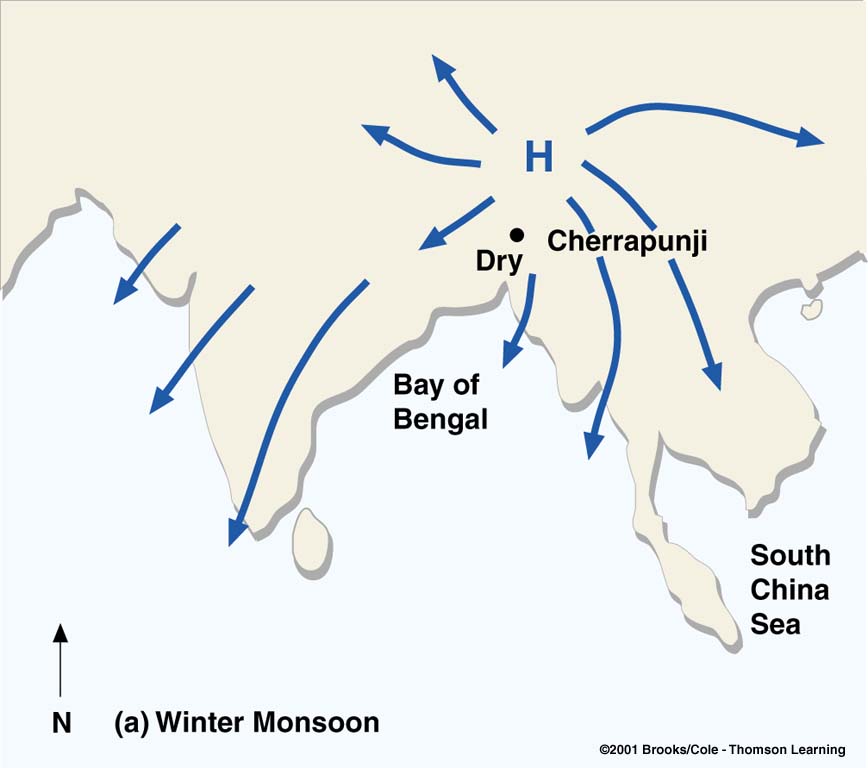 H
Cherrapunji
Dry
Bay of
Bengal
South
China
Sea
N
(a) Winter Monsoon
©2001 Brooks/Cole - Thomson Learning